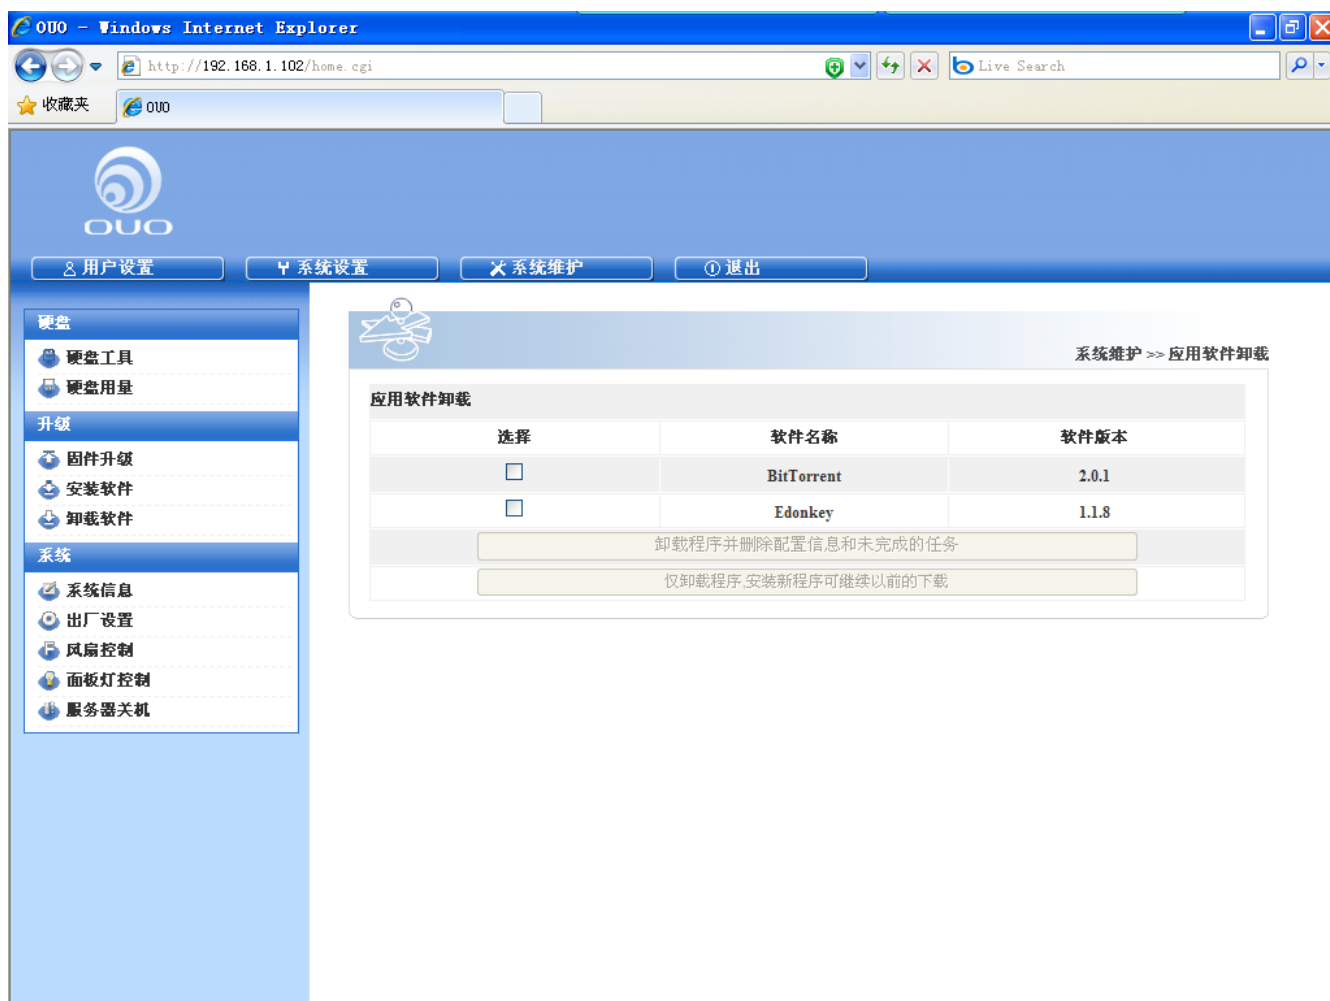 OUO - Windows Internet Explorer
http://192.168.1.102/home.cgi
Live Search
收藏夹
OUO
OUO
用户设置
系统设置
系统维护
退出
硬盘
硬盘工具
硬盘用量
升级
固件升级
安装软件
卸载软件
系统
系统信息
出厂设置
风扇控制
面板灯控制
服务器关机
系统维护 >> 应用软件卸载
应用软件卸载
选择 软件名称 软件版本
BitTorrent 2.0.1
Edonkey 1.1.8
卸载程序并删除配置信息和未完成的任务
仅卸载程序,安装新程序可继续以前的下载